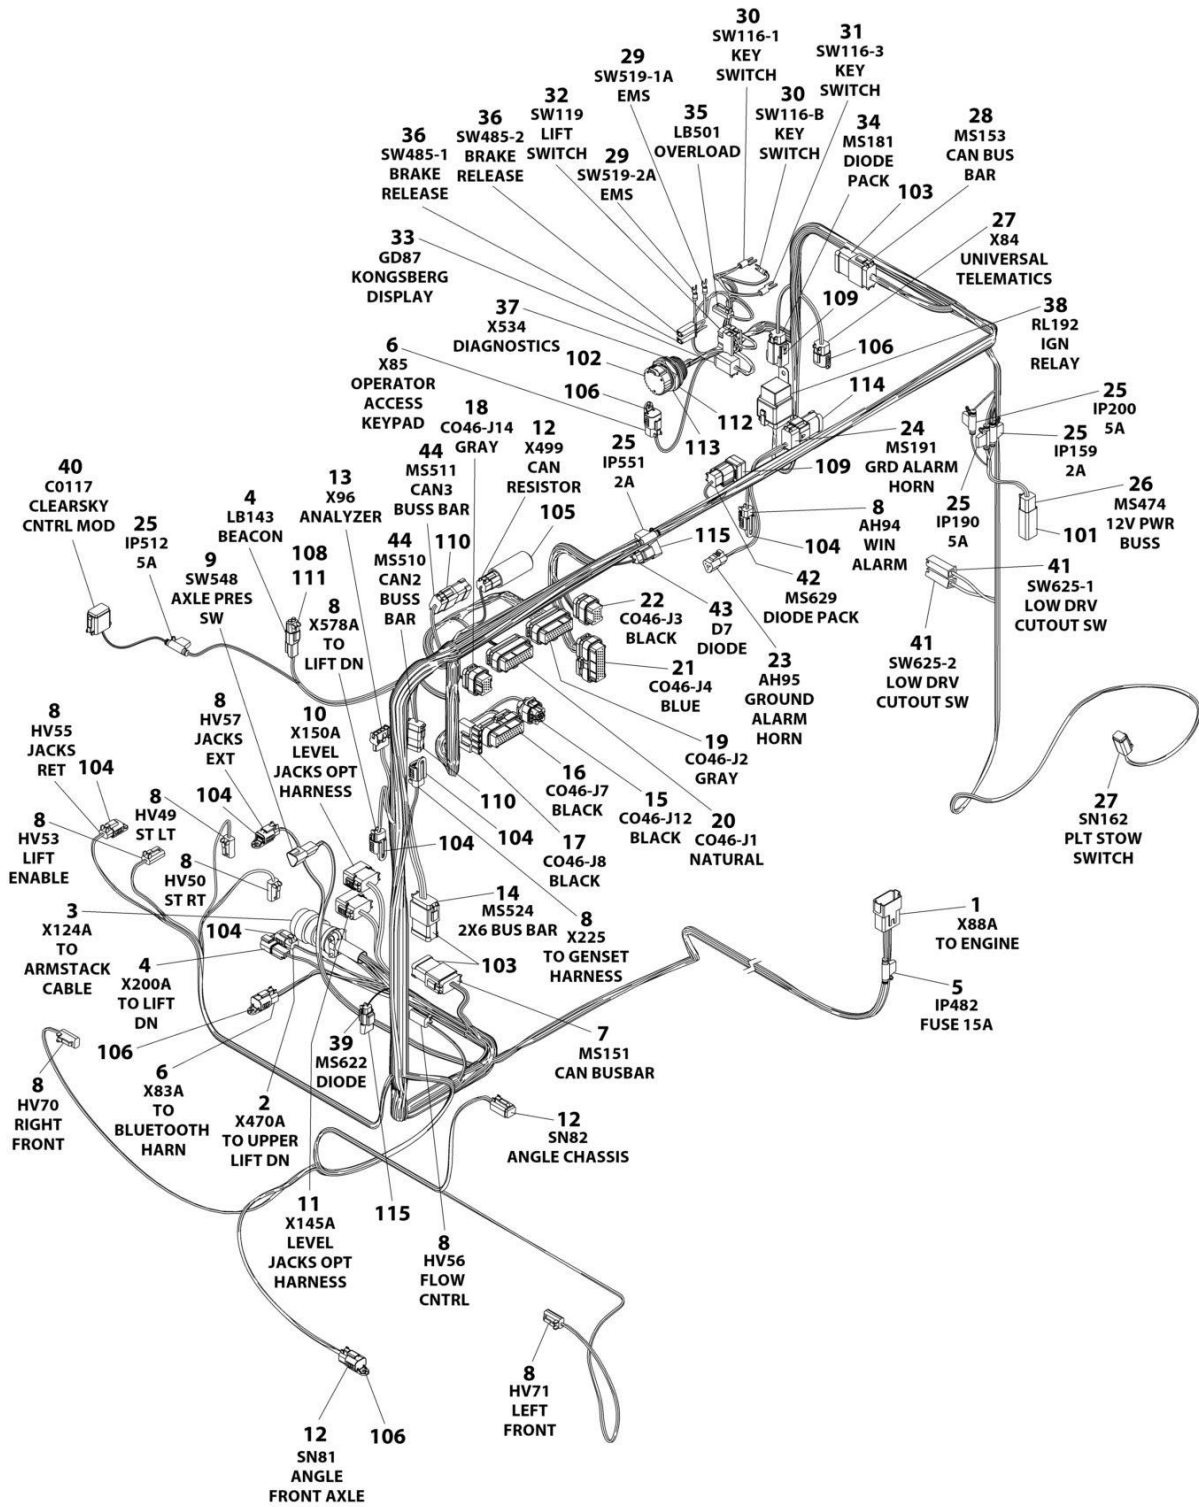 30
SW116-1
KEY
SWITCH
31
SW116-3
KEY
SWITCH
29
SW519-1A
EMS
32
SW119
LIFT
SWITCH
30
SW116-B
KEY
SWITCH
28
MS153
CAN BUS
BAR
35
LB501
OVERLOAD
34
MS181
DIODE
PACK
36
SW485-2
BRAKE
RELEASE
36
SW485-1
BRAKE
RELEASE
29
SW519-2A
EMS
103
27
X84
UNIVERSAL
TELEMATICS
33
GD87
KONGSBERG
DISPLAY
109
37
X534
DIAGNOSTICS
38
RL192
IGN
RELAY
6
X85
OPERATOR
ACCESS
KEYPAD
102
106
106
114
112
113
25
IP200
5A
18
CO46-J14
GRAY
12
X499
CAN
RESISTOR
25
IP551
2A
24
MS191
GRD ALARM
HORN
25
IP159
2A
44
MS511
CAN3
BUSS BAR
109
40
C0117
CLEARSKY
CNTRL MOD
13
X96
ANALYZER
4
LB143
BEACON
8
AH94
WIN
ALARM
25
IP190
5A
26
MS474
12V PWR
BUSS
105
110
115
104
101
25
IP512
5A
44
MS510
CAN2
BUSS
BAR
9
SW548
AXLE PRES
SW
108
111
41
SW625-1
LOW DRV
CUTOUT SW
42
MS629
DIODE PACK
8
X578A
TO
LIFT DN
22
CO46-J3
BLACK
43
D7
DIODE
41
SW625-2
LOW DRV
CUTOUT SW
21
CO46-J4
BLUE
23
AH95
GROUND
ALARM
HORN
8
HV55
JACKS
RET
8
HV57
JACKS
EXT
10
X150A
LEVEL
JACKS OPT
HARNESS
19
CO46-J2
GRAY
104
104
16
CO46-J7
BLACK
15
CO46-J12
BLACK
20
CO46-J1
NATURAL
27
SN162
PLT STOW
SWITCH
110
8
HV49
ST LT
8
HV53
LIFT
ENABLE
104
104
17
CO46-J8
BLACK
8
HV50
ST RT
14
MS524
2X6 BUS BAR
8
X225
TO GENSET
HARNESS
1
X88A
TO ENGINE
3
X124A
TO
ARMSTACK
CABLE
104
103
4
X200A
TO LIFT
DN
5
IP482
FUSE 15A
7
MS151
CAN BUSBAR
39
MS622
DIODE
106
6
X83A
TO
BLUETOOTH
HARN
8
HV70
RIGHT
FRONT
2
X470A
TO UPPER
LIFT DN
12
SN82
ANGLE CHASSIS
11
X145A
LEVEL
JACKS OPT
HARNESS
115
8
HV56
FLOW
CNTRL
8
HV71
LEFT
FRONT
12
SN81
ANGLE
FRONT AXLE
106